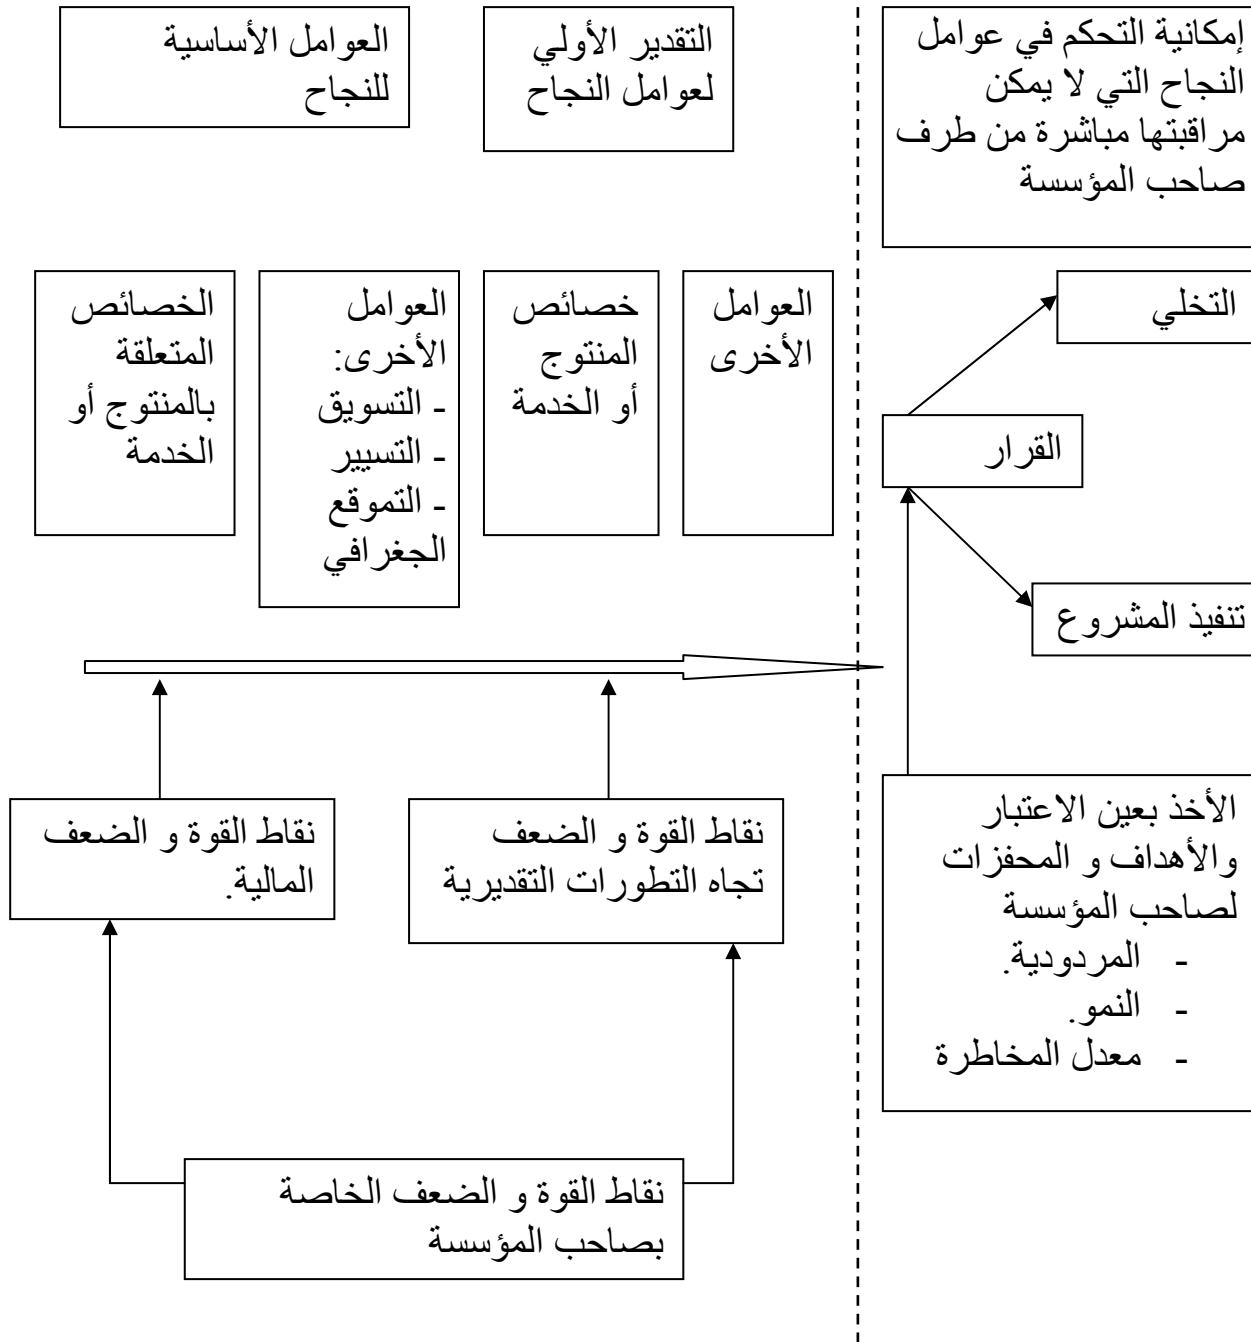 إمكانية التحكم في عوامل
النجاح التي لا يمكن
مراقبتها مباشرة من طرف
صاحب المؤسسة
التقدير الأولي
لعوامل النجاح
العوامل الأساسية
للنجاح
التخلي
القرار
تنفيذ المشروع
العوامل
الأخرى
خصائص
المنتوج
أو الخدمة
العوامل
الأخرى:
- التسويق
- التسيير
- التموقع
الجغرافي
الخصائص
المتعلقة
بالمنتوج أو
الخدمة
الأخذ بعين الاعتبار
والأهداف و المحفزات
لصاحب المؤسسة
- المردودية.
- النمو.
- معدل المخاطرة
نقاط القوة و الضعف
تجاه التطورات التقديرية
نقاط القوة و الضعف
المالية.
نقاط القوة و الضعف الخاصة
بصاحب المؤسسة